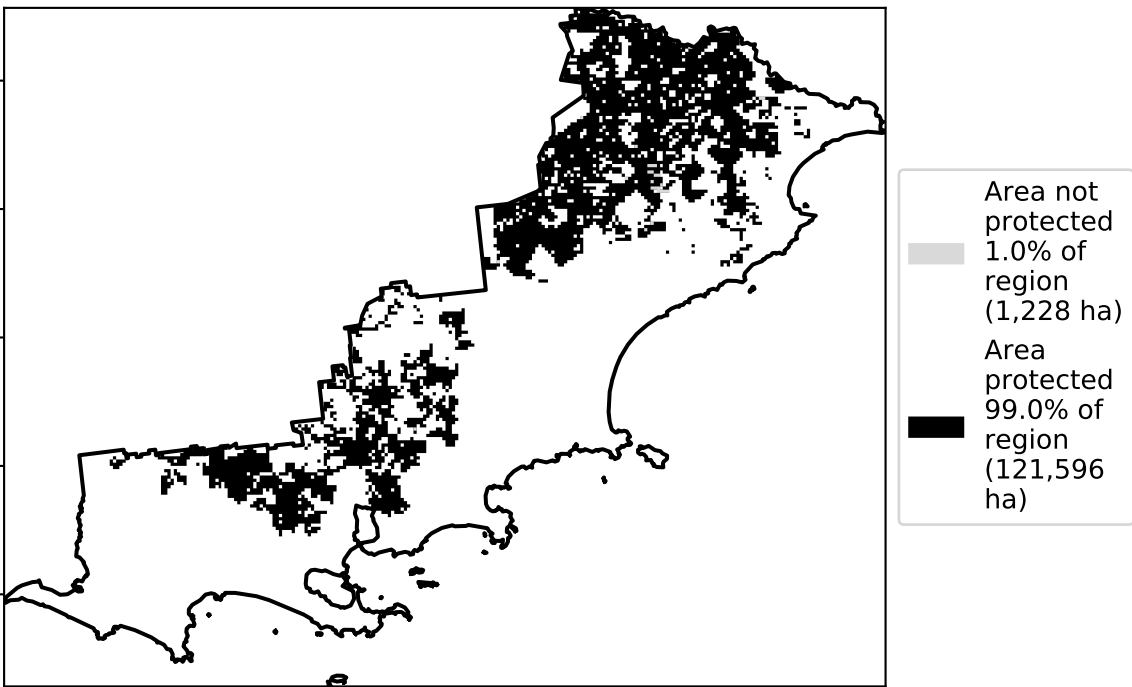 Area not
protected
1.0% of
region
(1,228 ha)
Area
protected
99.0% of
region
(121,596
ha)